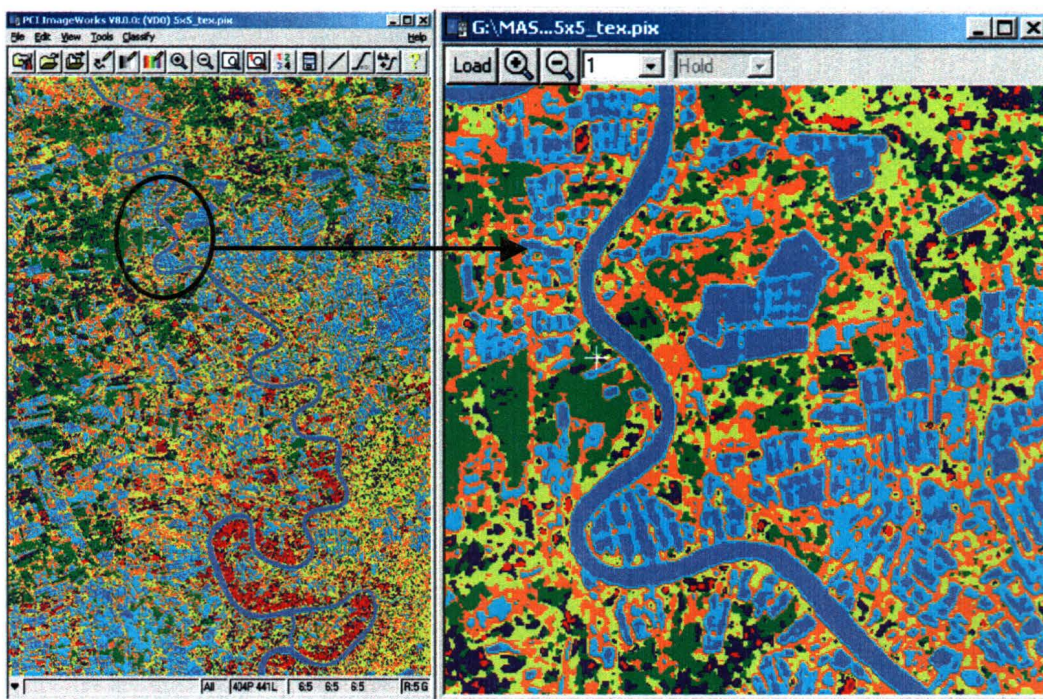 PCI ImageWorks V8.0.0: (VDO) 5x5_tex.pix
File Edit View Tools Classify Help
All 404P 441L 6:5 6:5 6:5 R:5 G
G:\MAS...5x5_tex.pix
Load 1 Hold